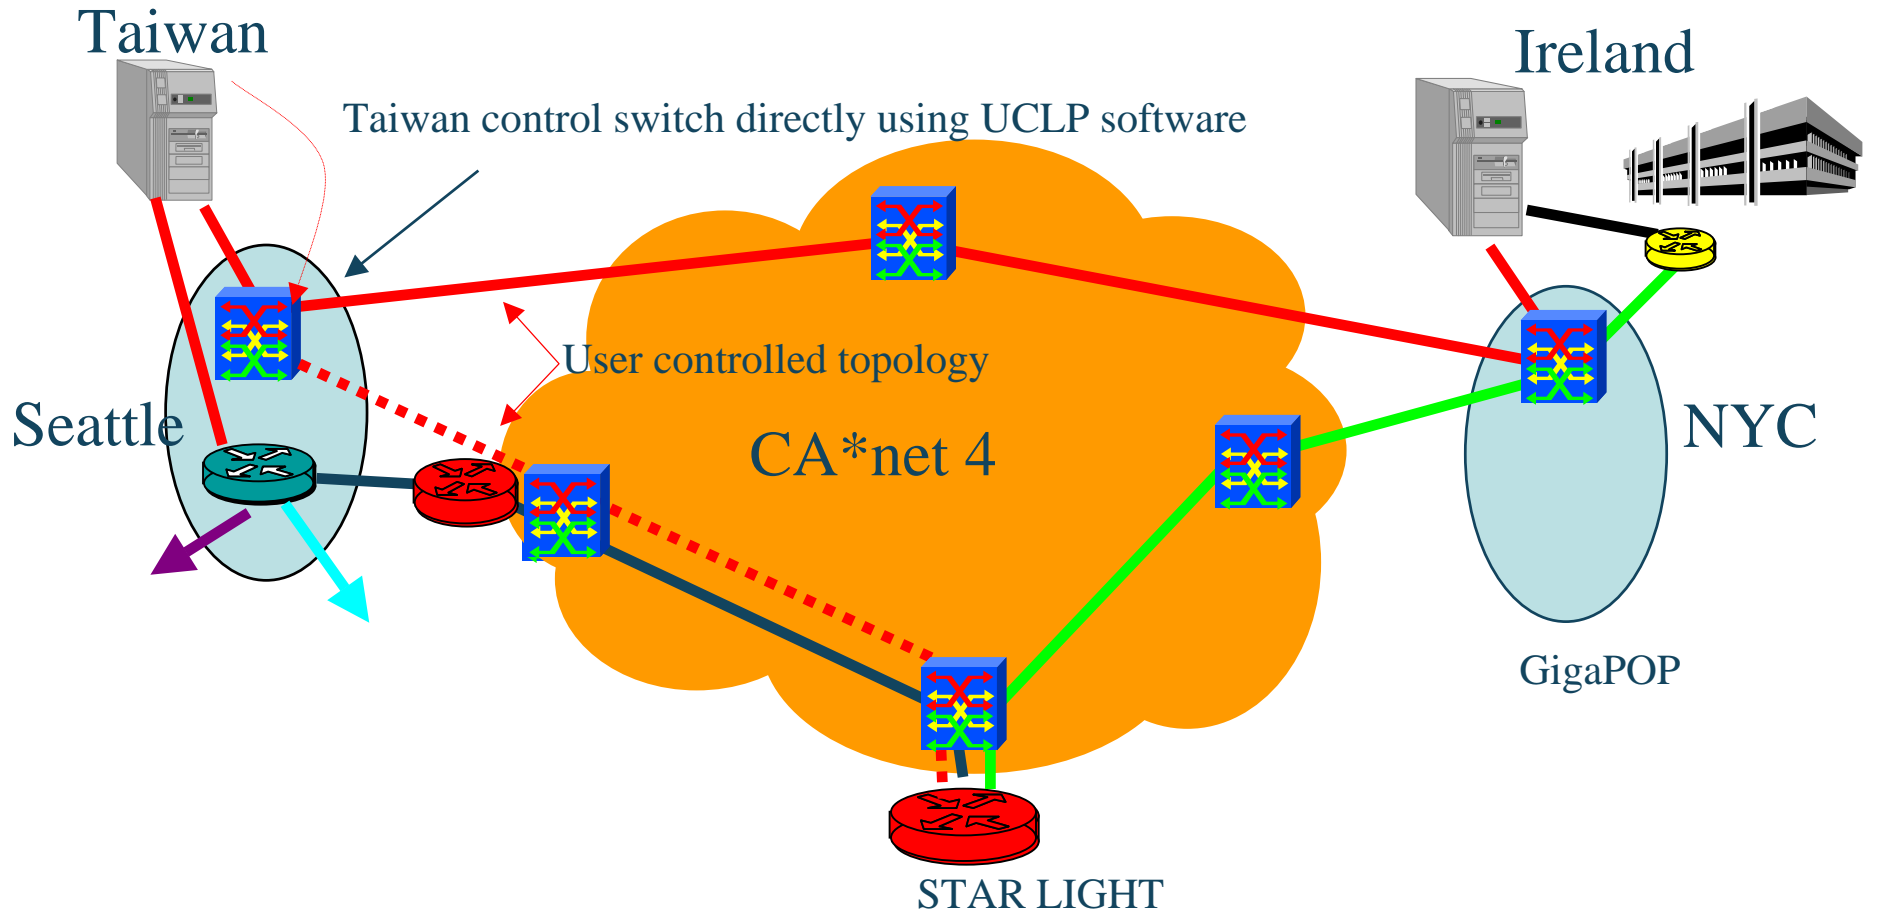 Taiwan
Ireland
Taiwan control switch directly using UCLP software
User controlled topology
Seattle
CA*net 4
NYC
GigaPOP
STAR LIGHT